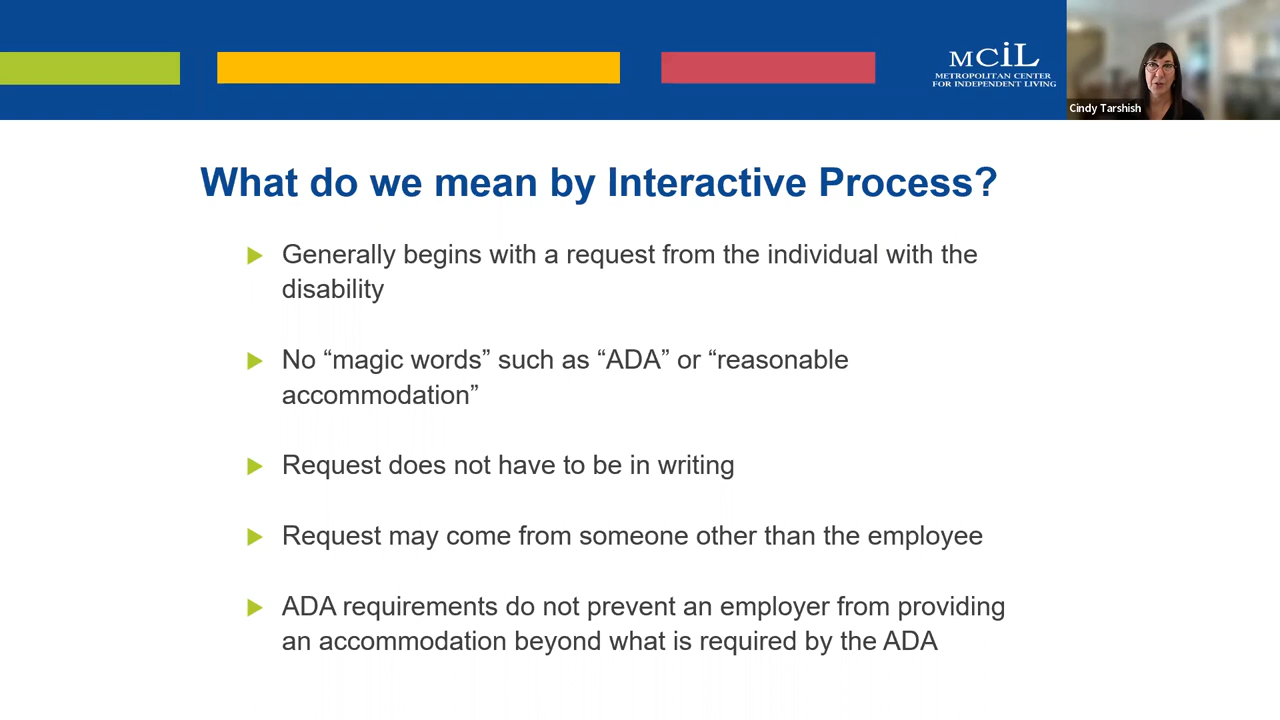 MCiL
METROPOLITAN CENTER
FOR INDEPENDENT LIVING
Cindy Tarshish
What do we mean by Interactive Process?
Generally begins with a request from the individual with the
disability
No “magic words” such as “ADA” or “reasonable
accommodation”
Request does not have to be in writing
Request may come from someone other than the employee
ADA requirements do not prevent an employer from providing
an accommodation beyond what is required by the ADA